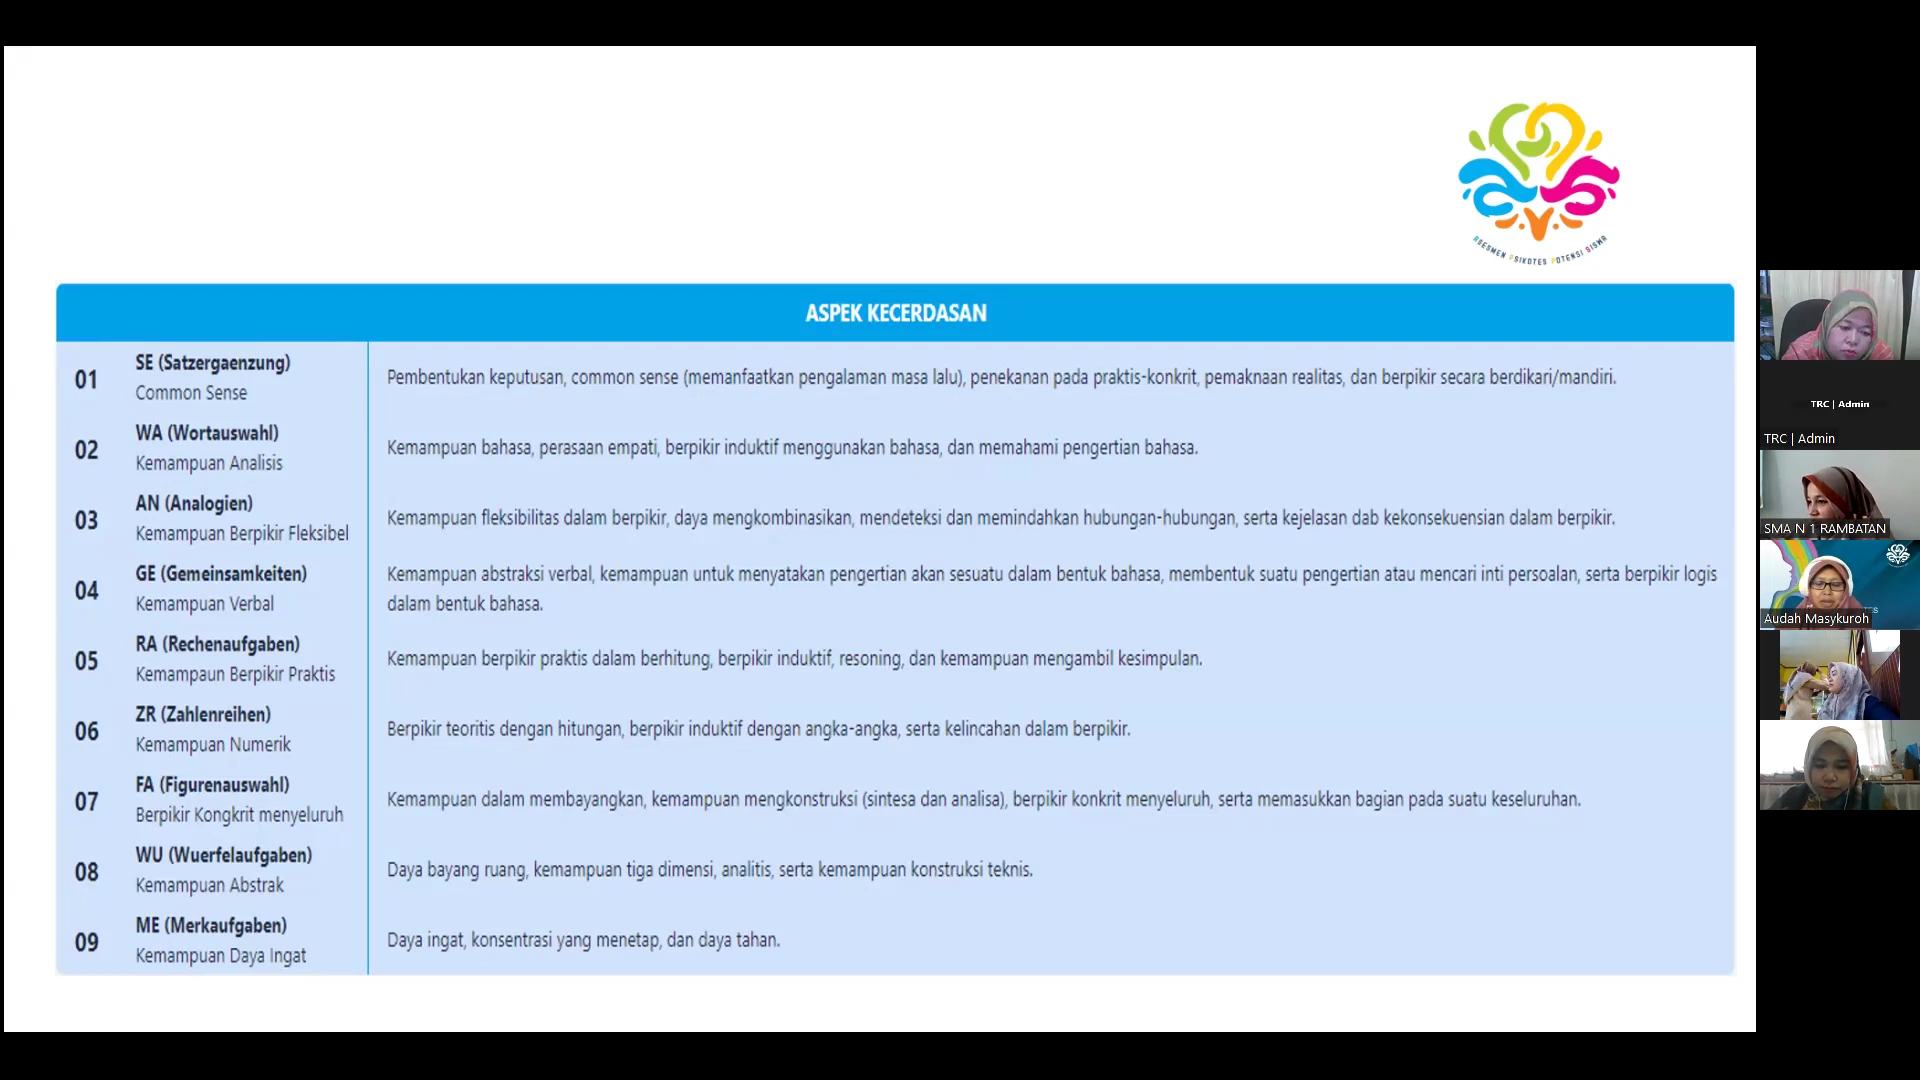 ASESMEN PSIKOTES POTENSI SISWA
ASPEK KECERDASAN
01
SE (Satzergaenzung)
Common Sense
Pembentukan keputusan, common sense (memanfaatkan pengalaman masa lalu), penekanan pada praktis-konkrit, pemaknaan realitas, dan berpikir secara berdikari/mandiri.
02
WA (Wortauswahl)
Kemampuan Analisis
Kemampuan bahasa, perasaan empati, berpikir induktif menggunakan bahasa, dan memahami pengertian bahasa.
03
AN (Analogien)
Kemampuan Berpikir Fleksibel
Kemampuan fleksibilitas dalam berpikir, daya mengkombinasikan, mendeteksi dan memindahkan hubungan-hubungan, serta kejelasan dab kekonsekuensian dalam berpikir.
04
GE (Gemeinsamkeiten)
Kemampuan Verbal
Kemampuan abstraksi verbal, kemampuan untuk menyatakan pengertian akan sesuatu dalam bentuk bahasa, membentuk suatu pengertian atau mencari inti persoalan, serta berpikir logis
dalam bentuk bahasa.
05
RA (Rechenaufgaben)
Kemampaun Berpikir Praktis
Kemampuan berpikir praktis dalam berhitung, berpikir induktif, resoning, dan kemampuan mengambil kesimpulan.
06
ZR (Zahlenreihen)
Kemampuan Numerik
Berpikir teoritis dengan hitungan, berpikir induktif dengan angka-angka, serta kelincahan dalam berpikir.
07
FA (Figurenauswahl)
Berpikir Kongkrit menyeluruh
Kemampuan dalam membayangkan, kemampuan mengkonstruksi (sintesa dan analisa), berpikir konkrit menyeluruh, serta memasukkan bagian pada suatu keseluruhan.
08
WU (Wuerfelaufgaben)
Kemampuan Abstrak
Daya bayang ruang, kemampuan tiga dimensi, analitis, serta kemampuan konstruksi teknis.
09
ME (Merkaufgaben)
Kemampuan Daya Ingat
Daya ingat, konsentrasi yang menetap, dan daya tahan.
TRC | Admin
TRC | Admin
SMA N 1 RAMBATAN
Audah Masykuroh